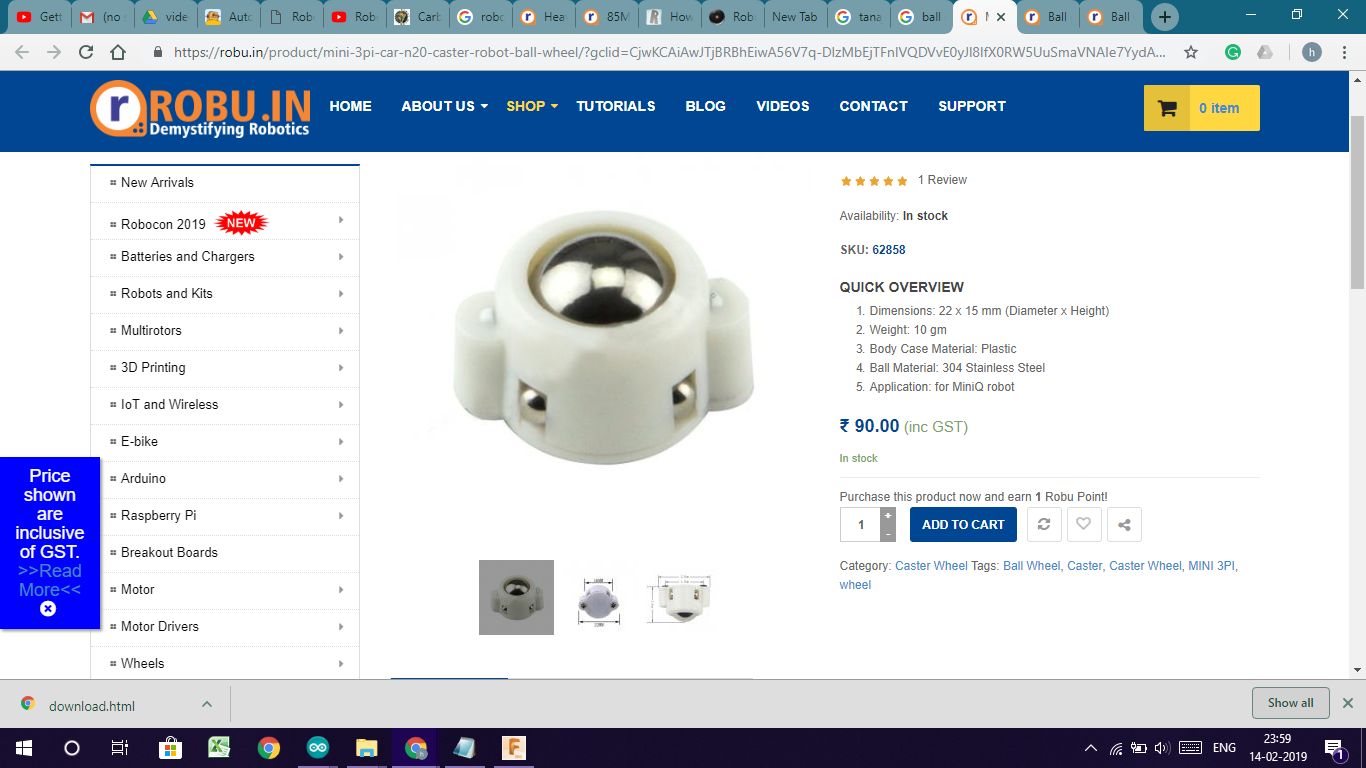 Gett
(no s
vide
Auto
Rob
Rob
Carb
robo
r
Hea
r
85M
R
How
Rob
New Tab
tana
ball
r
r
Ball
r
Ball
https://robu.in/product/mini-3pi-car-n20-caster-robot-ball-wheel/?gclid=CjwKCAiAwJTjBRBhEiwA56V7q-DlzMbEjTFnIVQDVvE0yJl8IfX0RW5UuSmaVNAle7YydA...
h
r ROBU.IN
Demystifying Robotics
HOME
ABOUT US
SHOP
TUTORIALS
BLOG
VIDEOS
CONTACT
SUPPORT
0 item
New Arrivals
Robocon 2019 NEW
Batteries and Chargers
Robots and Kits
Multirotors
3D Printing
IoT and Wireless
E-bike
Arduino
Raspberry Pi
Breakout Boards
Motor
Motor Drivers
Wheels
Price
shown
are
inclusive
of GST.
>>Read
More<<
1 Review
Availability: In stock
SKU: 62858
QUICK OVERVIEW
1. Dimensions: 22 x 15 mm (Diameter x Height)
2. Weight: 10 gm
3. Body Case Material: Plastic
4. Ball Material: 304 Stainless Steel
5. Application: for MiniQ robot
₹ 90.00 (inc GST)
In stock
Purchase this product now and earn 1 Robu Point!
1
+
-
ADD TO CART
Category: Caster Wheel Tags: Ball Wheel, Caster, Caster Wheel, MINI 3PI,
wheel
download.html
Show all
ENG
23:59
14-02-2019
1